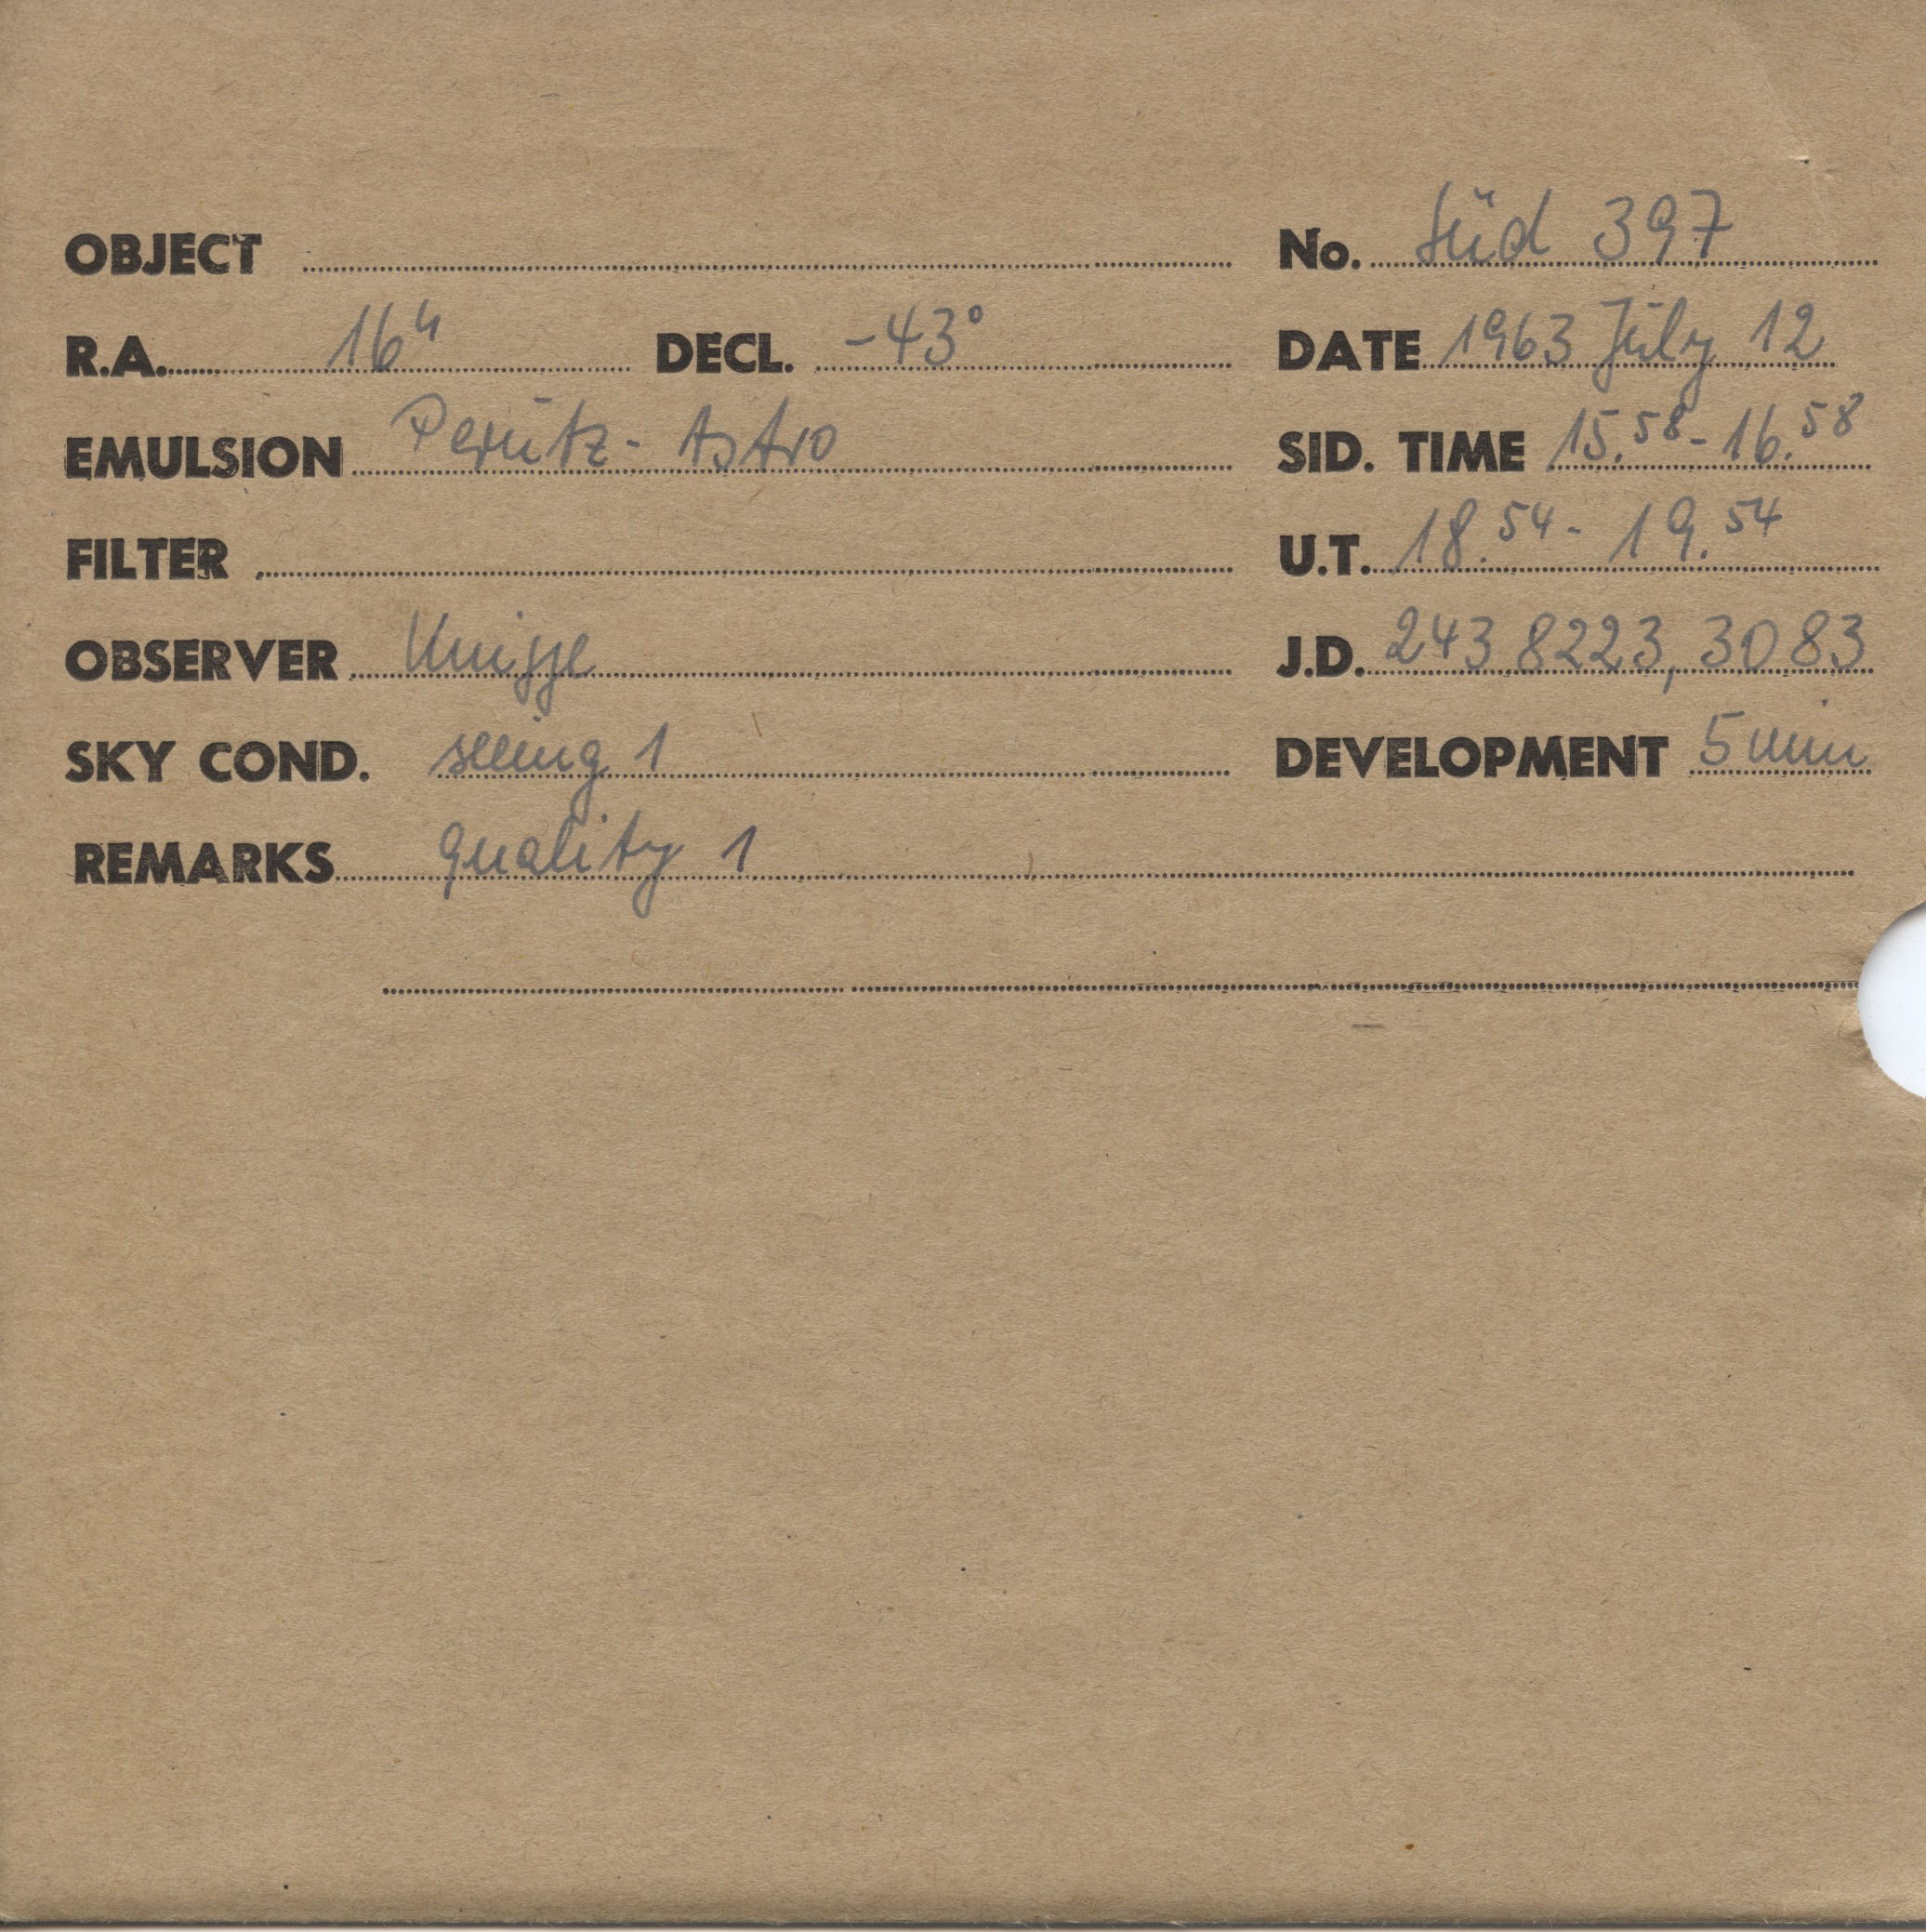 OBJECT No. Süd 397
R.A. 16h DECL. -43° DATE 1963 July 12
EMULSION Perutz- Astro SID. TIME 15.58 - 16.58
FILTER U.T. 18.54 - 19.54
OBSERVER Knigge J.D. 243 8223,3083
SKY COND. seeing 1 DEVELOPMENT 5 min
REMARKS quality 1